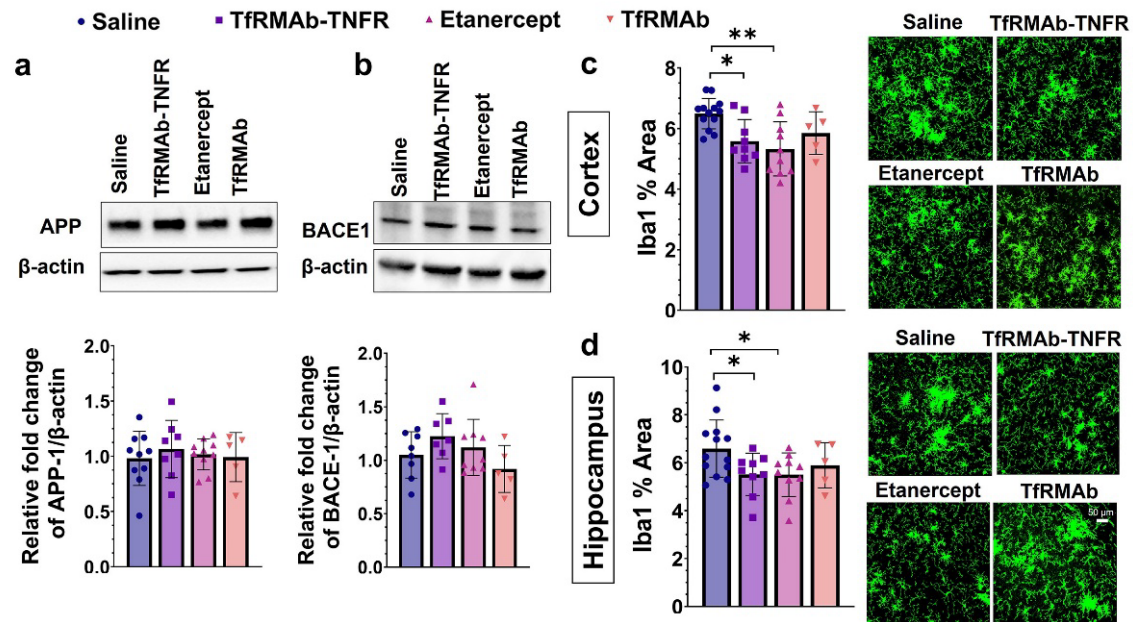 Saline TfRMAb-TNFR Etanercept TfRMAb
a
Saline
TfRMAb-TNFR
Etanercept
TfRMAb
APP
β-actin
2.0
1.5
1.0
0.5
0.0
Relative fold change
of APP-1/β-actin
b
Saline
TfRMAb-TNFR
Etanercept
TfRMAb
BACE1
β-actin
2.0
1.5
1.0
0.5
0.0
Relative fold change
of BACE-1/β-actin
c
Cortex
Iba1 % Area
8
6
4
2
0
**
*
Saline TfRMAb-TNFR
Etanercept TfRMAb
d
Hippocampus
Iba1 % Area
10
8
6
4
2
0
*
*
Saline TfRMAb-TNFR
Etanercept TfRMAb
50 µm